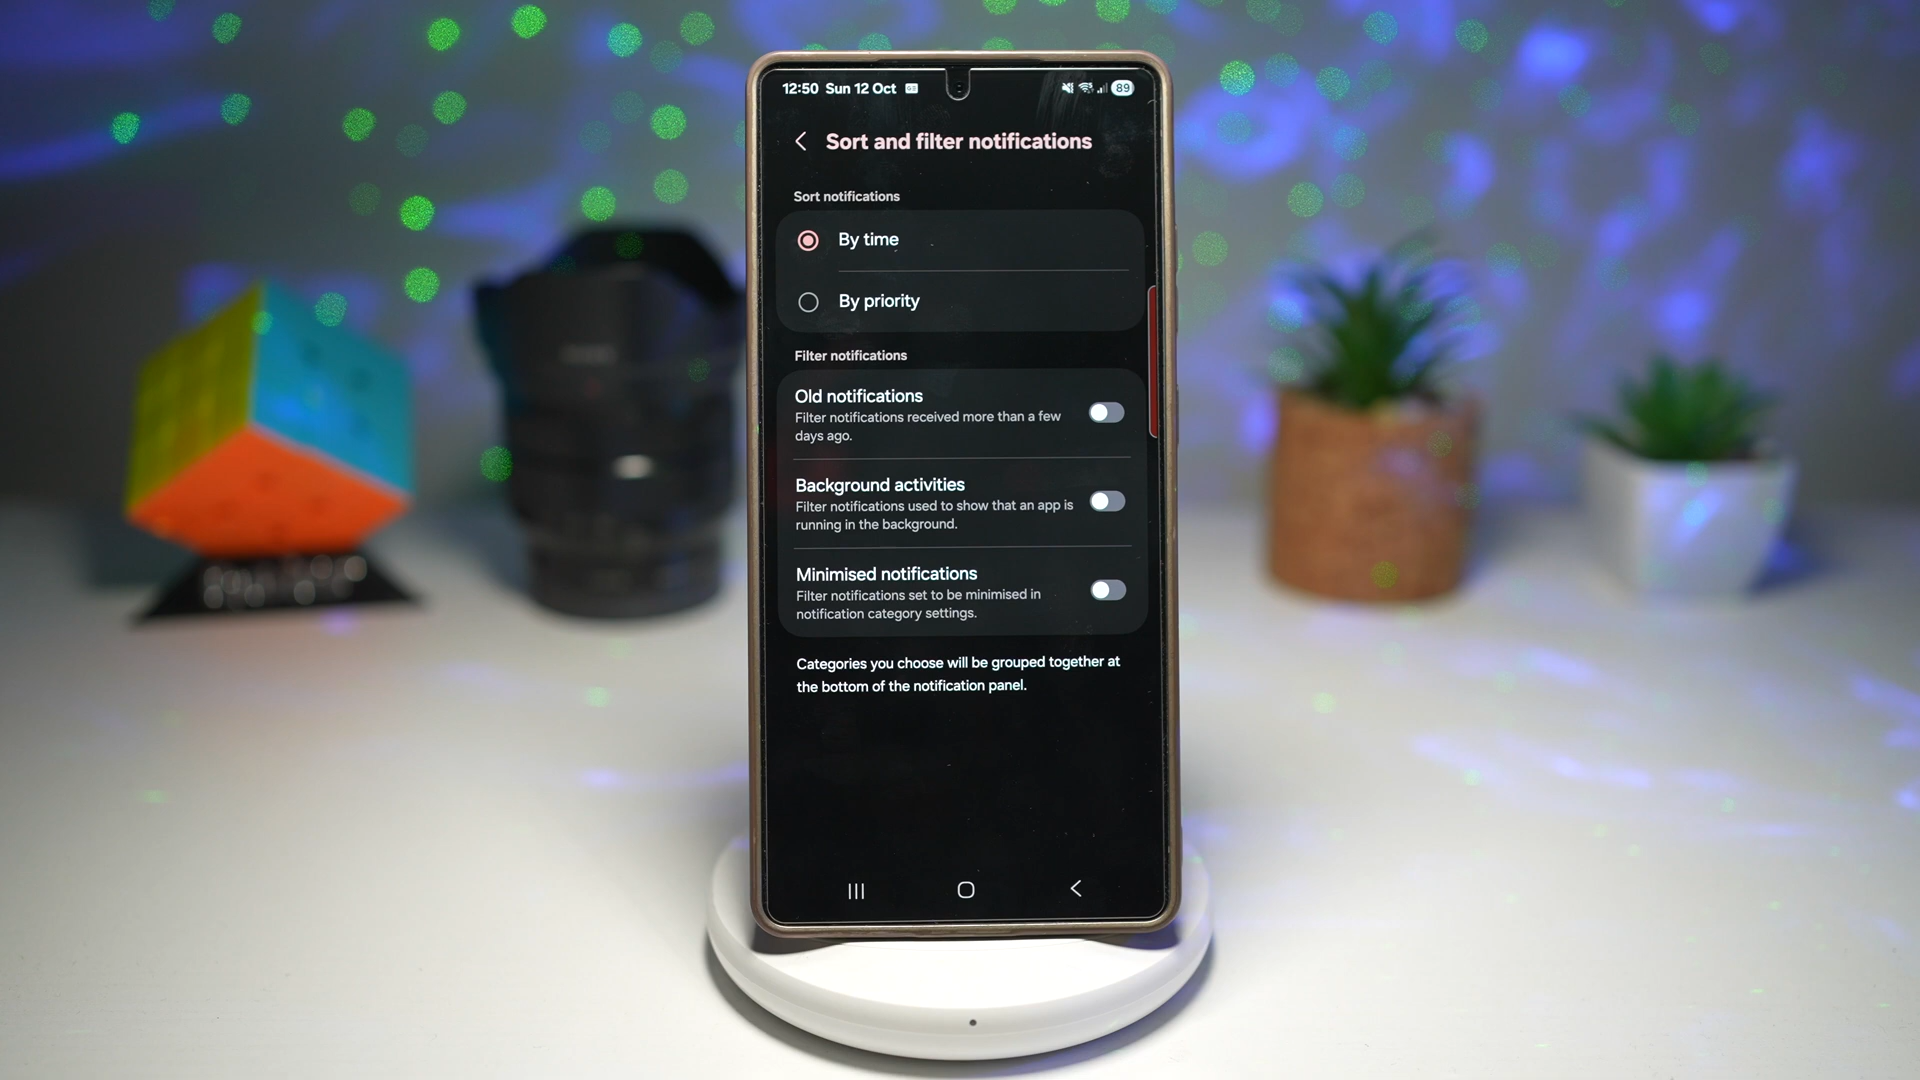 12:50 Sun 12 Oct 89
Sort and filter notifications
Sort notifications
By time
By priority
Filter notifications
Old notifications
Filter notifications received more than a few
days ago.
Background activities
Filter notifications used to show that an app is
running in the background.
Minimised notifications
Filter notifications set to be minimised in
notification category settings.
Categories you choose will be grouped together at
the bottom of the notification panel.